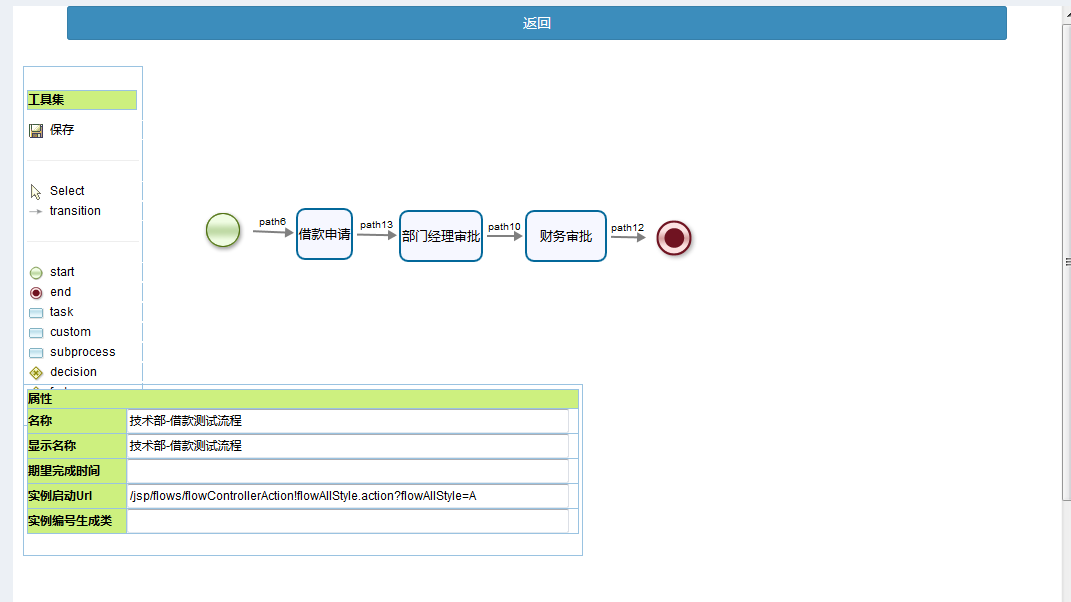 返回
工具集
保存
Select
transition
start
end
task
custom
subprocess
decision
path6
借款申请
path13
部门经理审批
path10
财务审批
path12
属性
名称 技术部-借款测试流程
显示名称 技术部-借款测试流程
期望完成时间
实例启动Url /jsp/flows/flowControllerAction!flowAllStyle.action?flowAllStyle=A
实例编号生成类